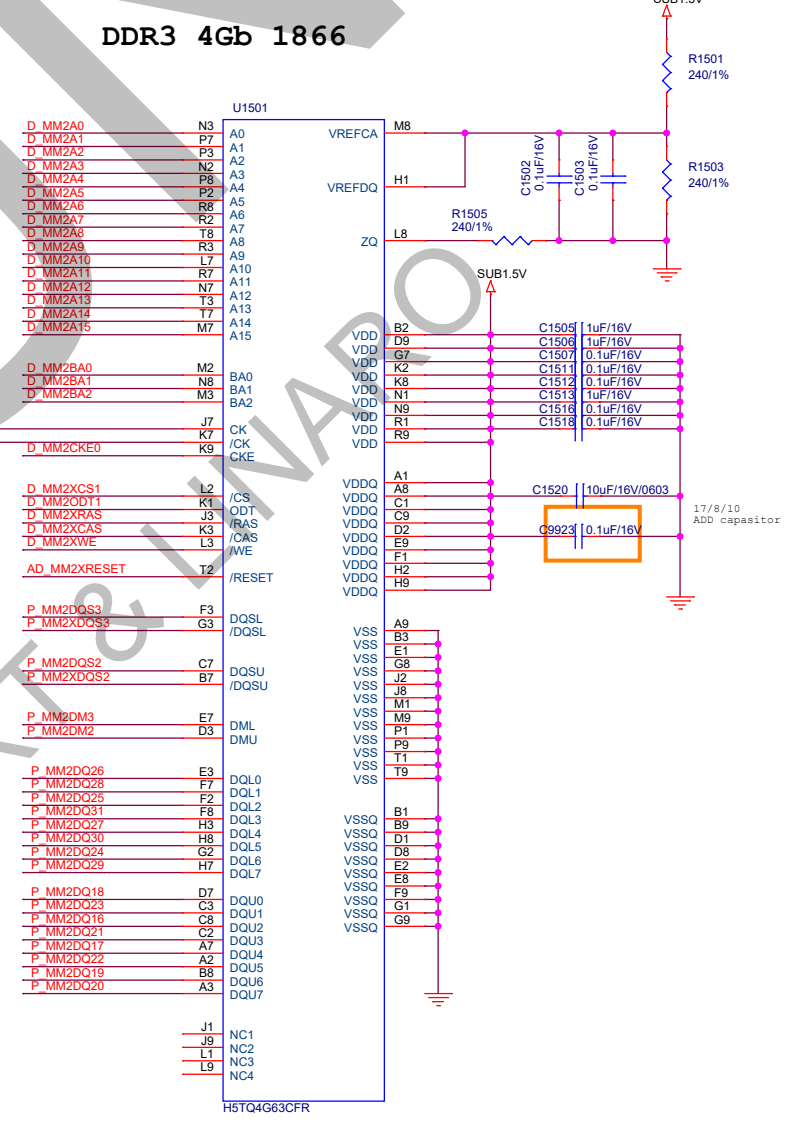 SUB1.5V
DDR3 4Gb 1866
R1501
240/1%
U1501
D_MM2A0 N3 A0
D_MM2A1 P7 A1
D_MM2A2 P3 A2
D_MM2A3 N2 A3
D_MM2A4 P8 A4
D_MM2A5 P2 A5
D_MM2A6 R8 A6
D_MM2A7 R2 A7
D_MM2A8 T8 A8
D_MM2A9 R3 A9
D_MM2A10 L7 A10
D_MM2A11 R7 A11
D_MM2A12 N7 A12
D_MM2A13 T3 A13
D_MM2A14 T7 A14
D_MM2A15 M7 A15
VREFCA M8
VREFDQ H1
C1502
0.1uF/16V
C1503
0.1uF/16V
R1503
240/1%
R1505
240/1%
ZQ L8
SUB1.5V
D_MM2BA0 M2 BA0
D_MM2BA1 N8 BA1
D_MM2BA2 M3 BA2
J7 CK
K7 /CK
D_MM2CKE0 K9 CKE
VDD B2
VDD D9
VDD G7
VDD K2
VDD K8
VDD N1
VDD N9
VDD R1
VDD R9
C1505 1uF/16V
C1506 1uF/16V
C1507 0.1uF/16V
C1511 0.1uF/16V
C1512 0.1uF/16V
C1513 1uF/16V
C1516 0.1uF/16V
C1518 0.1uF/16V
D_MM2XCS1 L2 /CS
D_MM2ODT1 K1 ODT
D_MM2XRAS J3 /RAS
D_MM2XCAS K3 /CAS
D_MM2XWE L3 /WE
AD_MM2XRESET T2 /RESET
VDDQ A1
VDDQ A8
VDDQ C1
VDDQ C9
VDDQ D2
VDDQ E9
VDDQ F1
VDDQ H2
VDDQ H9
C1520 10uF/16V/0603
C9923 0.1uF/16V
17/8/10
ADD capasitor
P_MM2DQS3 F3 DQSL
P_MM2XDQS3 G3 /DQSL
P_MM2DQS2 C7 DQSU
P_MM2XDQS2 B7 /DQSU
P_MM2DM3 E7 DML
P_MM2DM2 D3 DMU
VSS A9
VSS B3
VSS E1
VSS G8
VSS J2
VSS J8
VSS M1
VSS M9
VSS P1
VSS P9
VSS T1
VSS T9
P_MM2DQ26 E3 DQL0
P_MM2DQ28 F7 DQL1
P_MM2DQ25 F2 DQL2
P_MM2DQ31 F8 DQL3
P_MM2DQ27 H3 DQL4
P_MM2DQ30 H8 DQL5
P_MM2DQ24 G2 DQL6
P_MM2DQ29 H7 DQL7
VSSQ B1
VSSQ B9
VSSQ D1
VSSQ D8
VSSQ E2
VSSQ E8
VSSQ F9
VSSQ G1
VSSQ G9
P_MM2DQ18 D7 DQU0
P_MM2DQ23 C3 DQU1
P_MM2DQ16 C8 DQU2
P_MM2DQ21 C2 DQU3
P_MM2DQ17 A7 DQU4
P_MM2DQ22 A2 DQU5
P_MM2DQ19 B8 DQU6
P_MM2DQ20 A3 DQU7
J1 NC1
J9 NC2
L1 NC3
L9 NC4
H5TQ4G63CFR
& LINARO